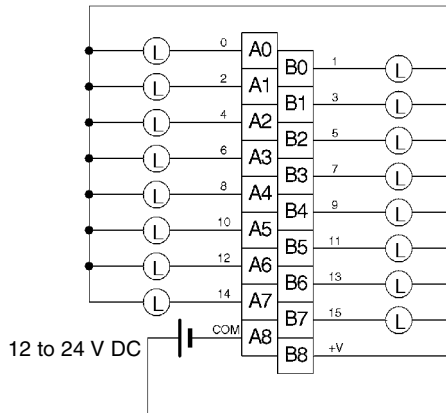 L 0 A0
B0 1 L
L 2 A1
B1 3 L
L 4 A2
B2 5 L
L 6 A3
B3 7 L
L 8 A4
B4 9 L
L 10 A5
B5 11 L
L 12 A6
B6 13 L
L 14 A7
B7 15 L
12 to 24 V DC COM A8
B8 +V